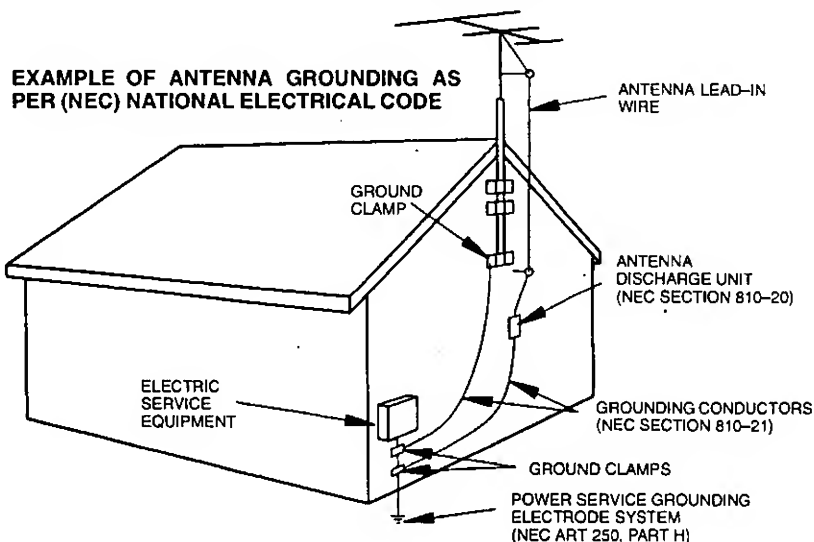 EXAMPLE OF ANTENNA GROUNDING AS
PER (NEC) NATIONAL ELECTRICAL CODE
ANTENNA LEAD-IN
WIRE
GROUND
CLAMP
ANTENNA
DISCHARGE UNIT
(NEC SECTION 810-20)
ELECTRIC
SERVICE
EQUIPMENT
GROUNDING CONDUCTORS
(NEC SECTION 810-21)
GROUND CLAMPS
POWER SERVICE GROUNDING
ELECTRODE SYSTEM
(NEC ART 250, PART H)